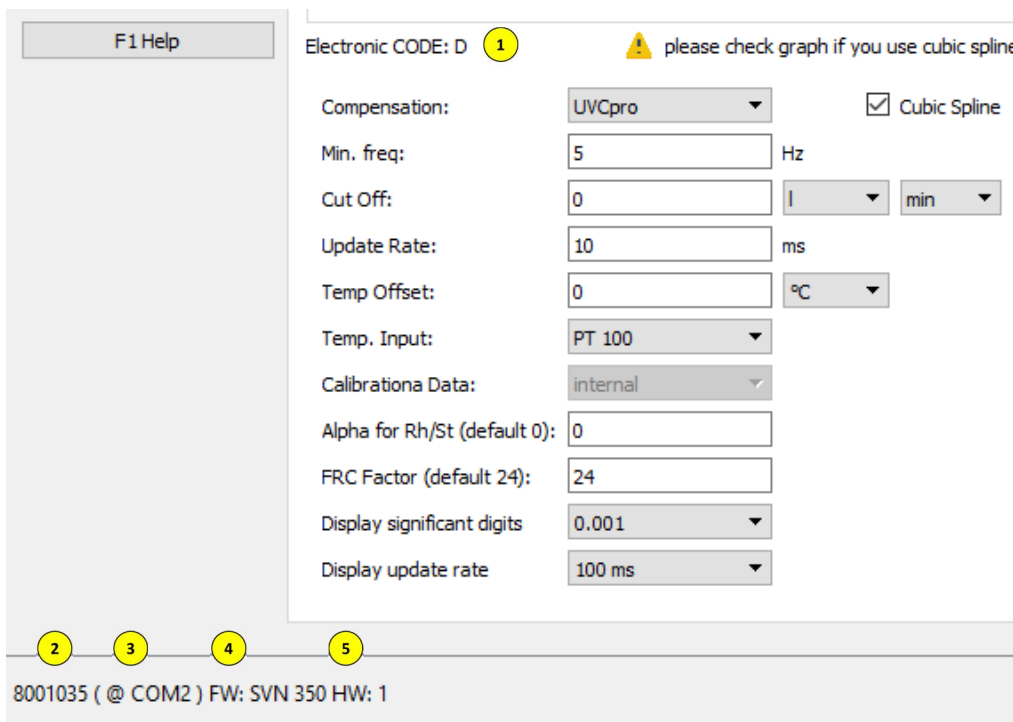 F1 Help
Electronic CODE: D 1 please check graph if you use cubic spline
Compensation: UVCpro Cubic Spline
Min. freq: 5 Hz
Cut Off: 0 l min
Update Rate: 10 ms
Temp Offset: 0 °C
Temp. Input: PT 100
Calibrationa Data: internal
Alpha for Rh/St (default 0): 0
FRC Factor (default 24): 24
Display significant digits 0.001
Display update rate 100 ms
2 3 4 5
8001035 ( @ COM2 ) FW: SVN 350 HW: 1